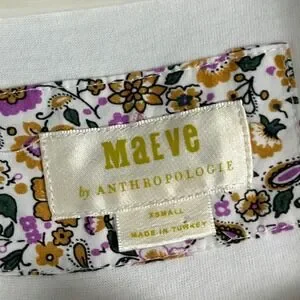 MaEVe
by ANTHROPOLOGIE
XSMALL
MADE IN TURKEY